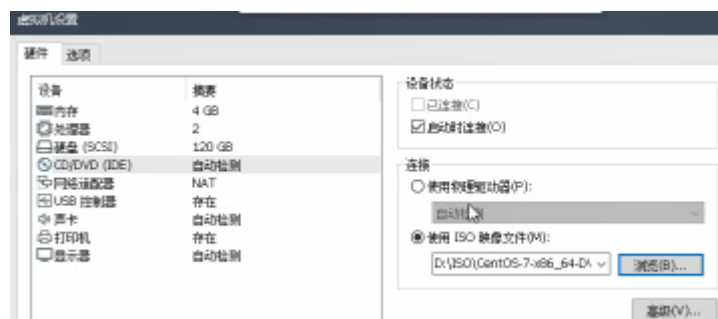 虚拟机设置
硬件 选项
设备 摘要
内存 4 GB
处理器 2
硬盘 (SCSI) 120 GB
CD/DVD (IDE) 自动检测
网络适配器 NAT
USB 控制器 存在
声卡 自动检测
打印机 存在
显示器 自动检测
设备状态
已连接(C)
启动时连接(O)
连接
使用物理驱动器(P):
自动检测
使用 ISO 映像文件(M):
D:\ISO\CentOS-7-x86_64-D\
浏览(B)...
高级(V)...